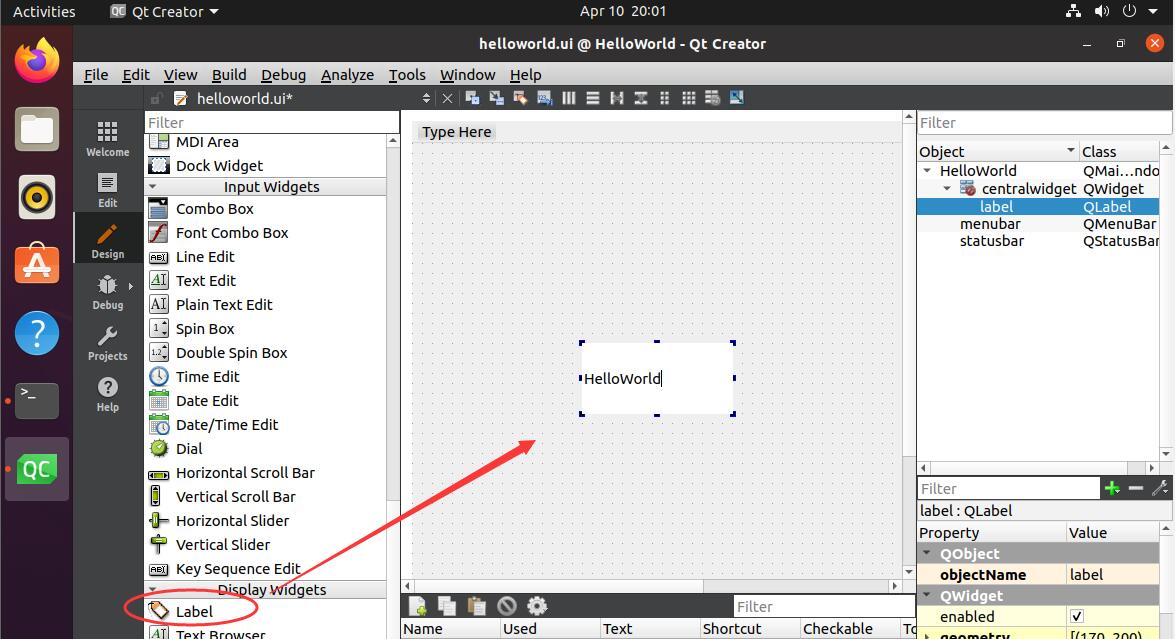 Activities Qt Creator Apr 10 20:01
helloworld.ui @ HelloWorld - Qt Creator
File Edit View Build Debug Analyze Tools Window Help
helloworld.ui*
Welcome
Edit
Design
Debug
Projects
Help
Filter
MDI Area
Dock Widget
Input Widgets
Combo Box
Font Combo Box
Line Edit
Text Edit
Plain Text Edit
Spin Box
Double Spin Box
Time Edit
Date Edit
Date/Time Edit
Dial
Horizontal Scroll Bar
Vertical Scroll Bar
Horizontal Slider
Vertical Slider
Key Sequence Edit
Display Widgets
Label
Text Browser
Type Here
HelloWorld
Filter
Name Used Text Shortcut Checkable To
Filter
Object Class
HelloWorld QMai...ndo
centralwidget QWidget
label QLabel
menubar QMenuBar
statusbar QStatusBar
Filter
label : QLabel
Property Value
QObject
objectName label
QWidget
enabled
geometry [(170, 200)
QC